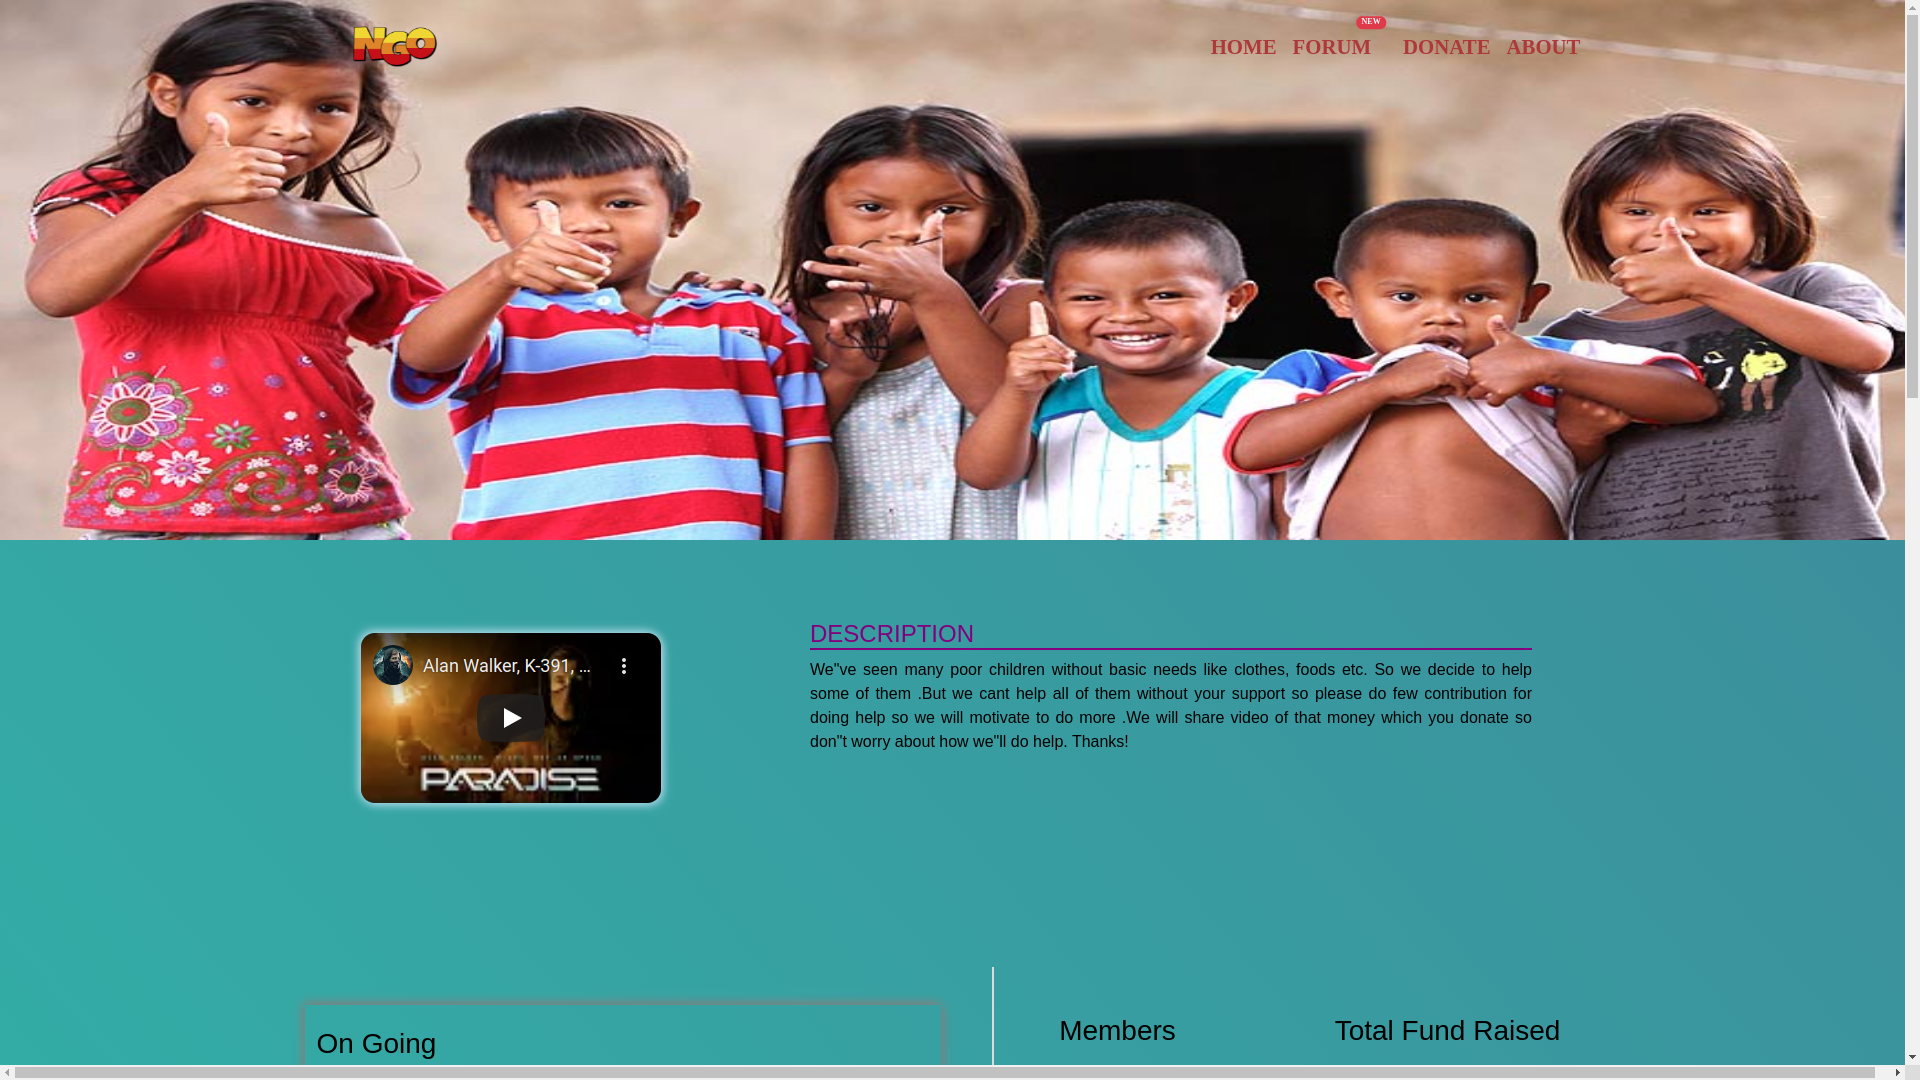 NGO
HOME FORUM NEW DONATE ABOUT
Alan Walker, K-391, ...
PARADISE
DESCRIPTION
We"ve seen many poor children without basic needs like clothes, foods etc. So we decide to help
some of them .But we cant help all of them without your support so please do few contribution for
doing help so we will motivate to do more .We will share video of that money which you donate so
don"t worry about how we"ll do help. Thanks!
On Going
Members
Total Fund Raised